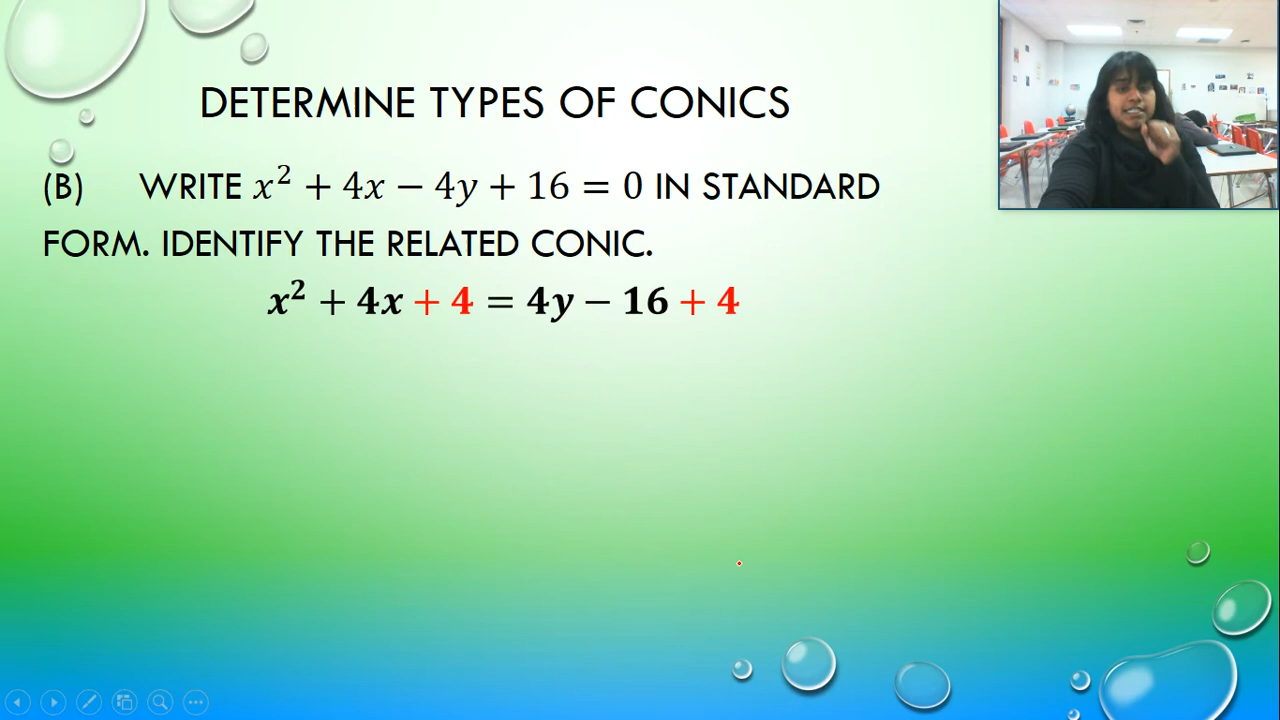 DETERMINE TYPES OF CONICS
(B) WRITE 𝑥² + 4𝑥 − 4𝑦 + 16 = 0 IN STANDARD
FORM. IDENTIFY THE RELATED CONIC.
𝒙² + 𝟒𝒙 + 𝟒 = 𝟒𝒚 − 𝟏𝟔 + 𝟒